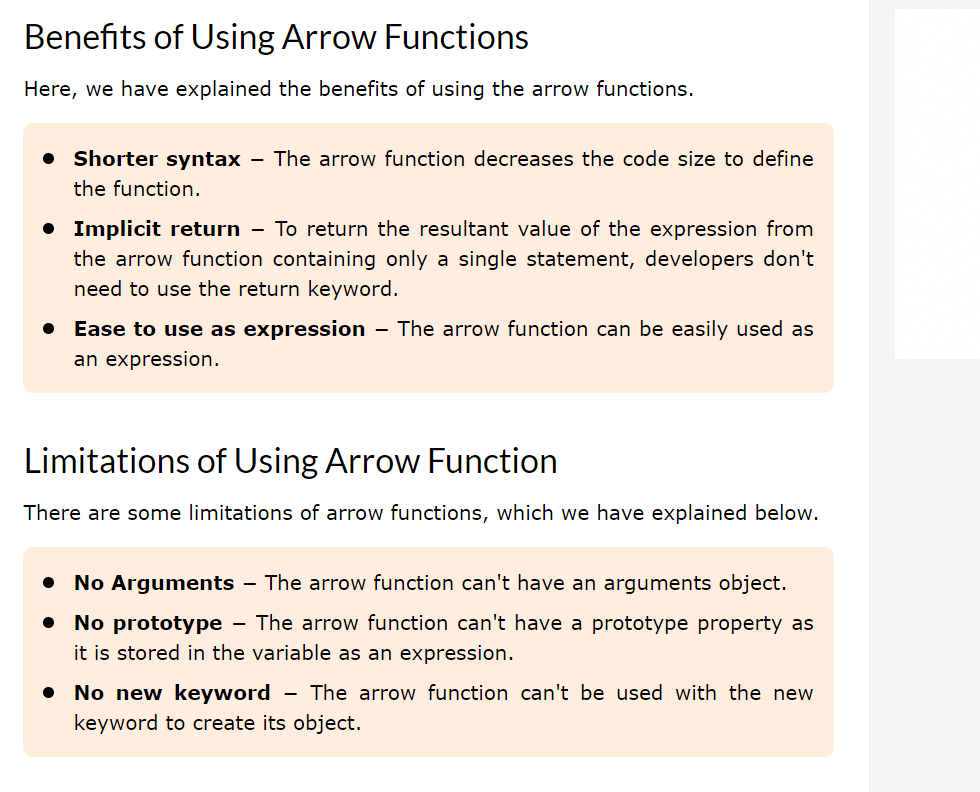 Benefits of Using Arrow Functions
Here, we have explained the benefits of using the arrow functions.
● Shorter syntax − The arrow function decreases the code size to define
the function.
● Implicit return − To return the resultant value of the expression from
the arrow function containing only a single statement, developers don't
need to use the return keyword.
● Ease to use as expression − The arrow function can be easily used as
an expression.
Limitations of Using Arrow Function
There are some limitations of arrow functions, which we have explained below.
● No Arguments − The arrow function can't have an arguments object.
● No prototype − The arrow function can't have a prototype property as
it is stored in the variable as an expression.
● No new keyword − The arrow function can't be used with the new
keyword to create its object.